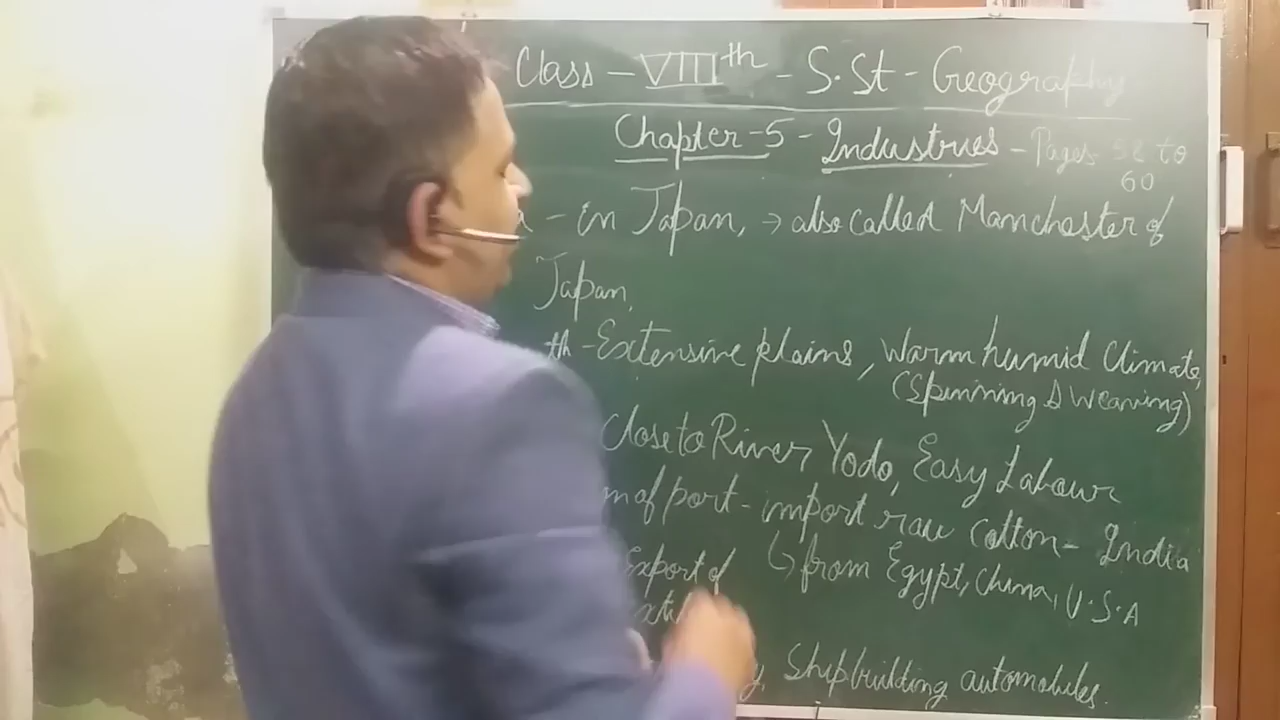 Class - VIIIth - S.St - Geography
Chapter-5 - Industries - Pages 58 to
60
- in Japan, → also called Manchester of
Japan,
th - Extensive plains, Warm humid Climate,
(Spinning & Weaving)
Close to River Yodo, Easy Labour
of port - import raw Cotton - India
Export of ↳ from Egypt, China, U.S.A
Shipbuilding automobiles.